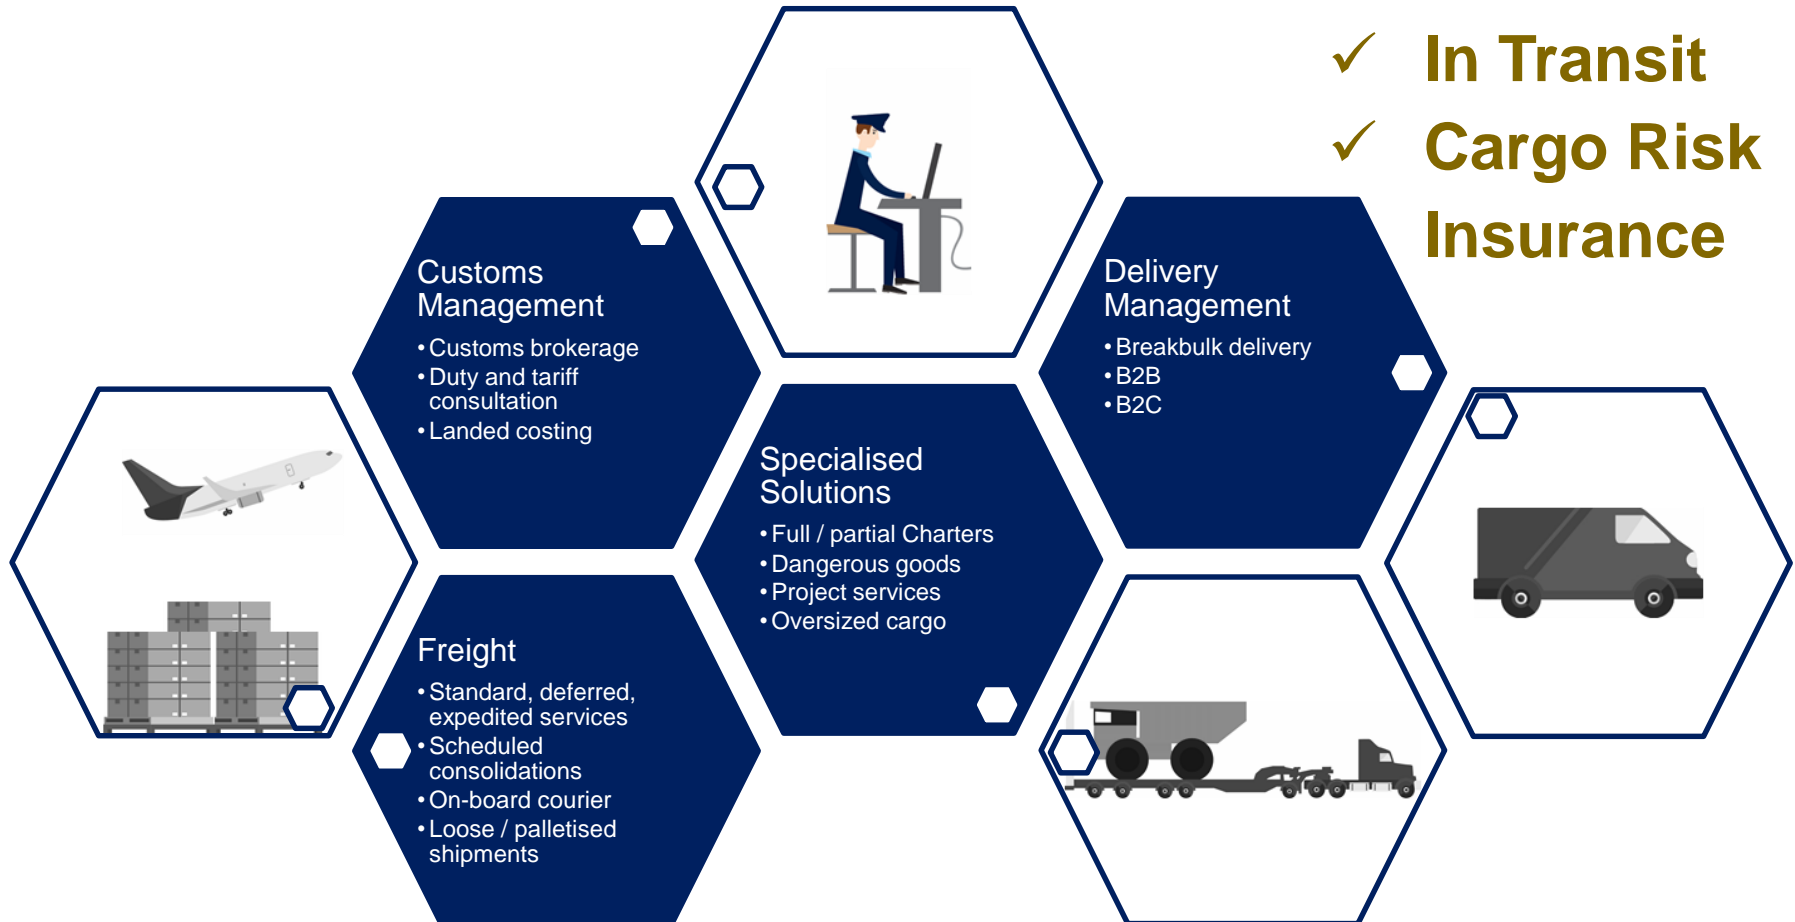 ✓ In Transit
✓ Cargo Risk
Insurance
Customs
Management
• Customs brokerage
• Duty and tariff
consultation
• Landed costing
Delivery
Management
• Breakbulk delivery
• B2B
• B2C
Specialised
Solutions
• Full / partial Charters
• Dangerous goods
• Project services
• Oversized cargo
Freight
• Standard, deferred,
expedited services
• Scheduled
consolidations
• On-board courier
• Loose / palletised
shipments